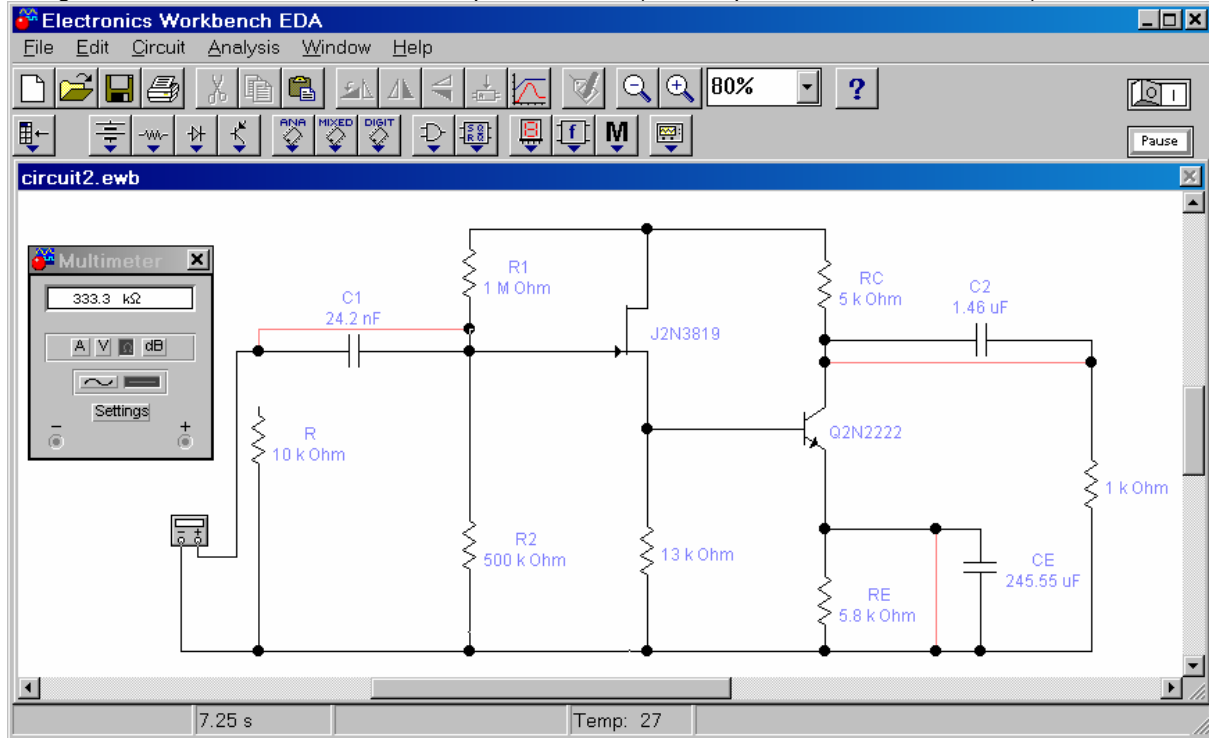 Electronics Workbench EDA
File Edit Circuit Analysis Window Help
80%
?
ANA MIXED DIGIT
f M
Pause
circuit2.ewb
Multimeter
333.3 kΩ
A V Ω dB
Settings
- +
R1
1 M Ohm
C1
24.2 nF
J2N3819
RC
5 k Ohm
C2
1.46 uF
R
10 k Ohm
Q2N2222
1 k Ohm
R2
500 k Ohm
13 k Ohm
RE
5.8 k Ohm
CE
245.55 uF
7.25 s Temp: 27